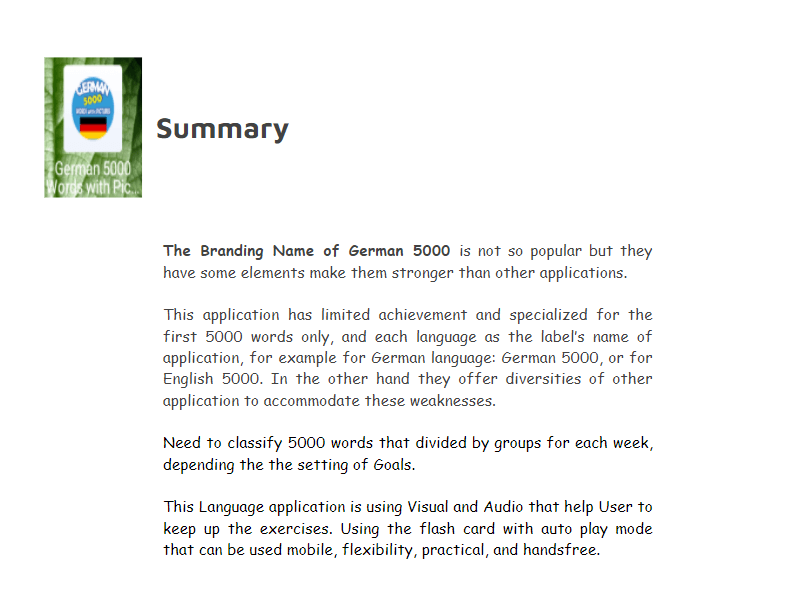 GERMAN
5000
WORD with PICTURE
German 5000
Words with Pic...
Summary
The Branding Name of German 5000 is not so popular but they
have some elements make them stronger than other applications.
This application has limited achievement and specialized for the
first 5000 words only, and each language as the label's name of
application, for example for German language: German 5000, or for
English 5000. In the other hand they offer diversities of other
application to accommodate these weaknesses.
Need to classify 5000 words that divided by groups for each week,
depending the the setting of Goals.
This Language application is using Visual and Audio that help User to
keep up the exercises. Using the flash card with auto play mode
that can be used mobile, flexibility, practical, and handsfree.